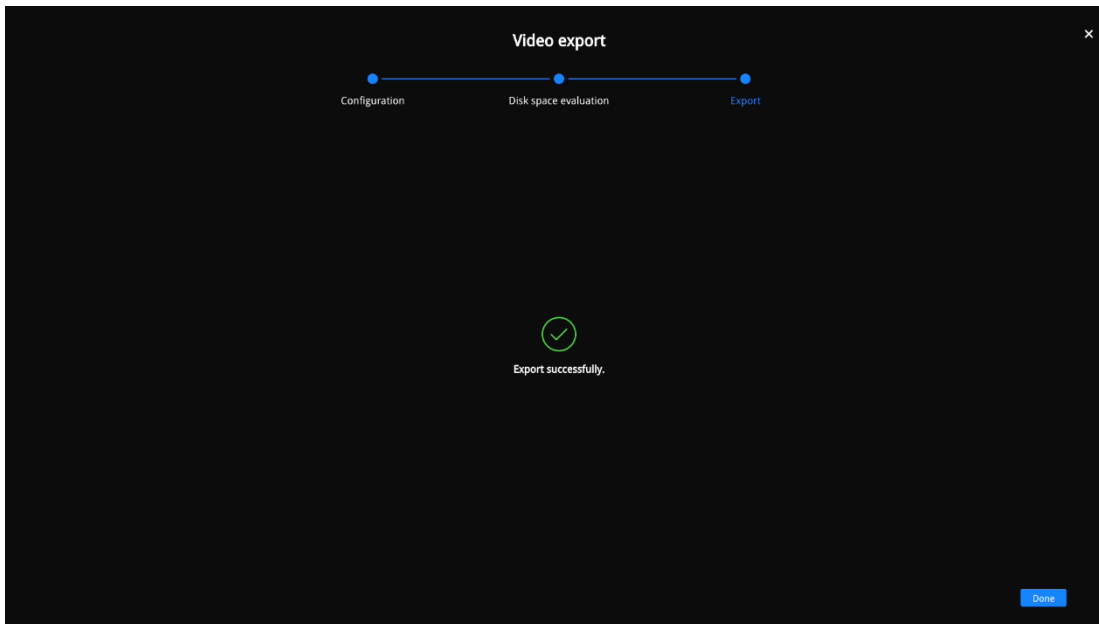 Video export
Configuration
Disk space evaluation
Export
Export successfully.
Done